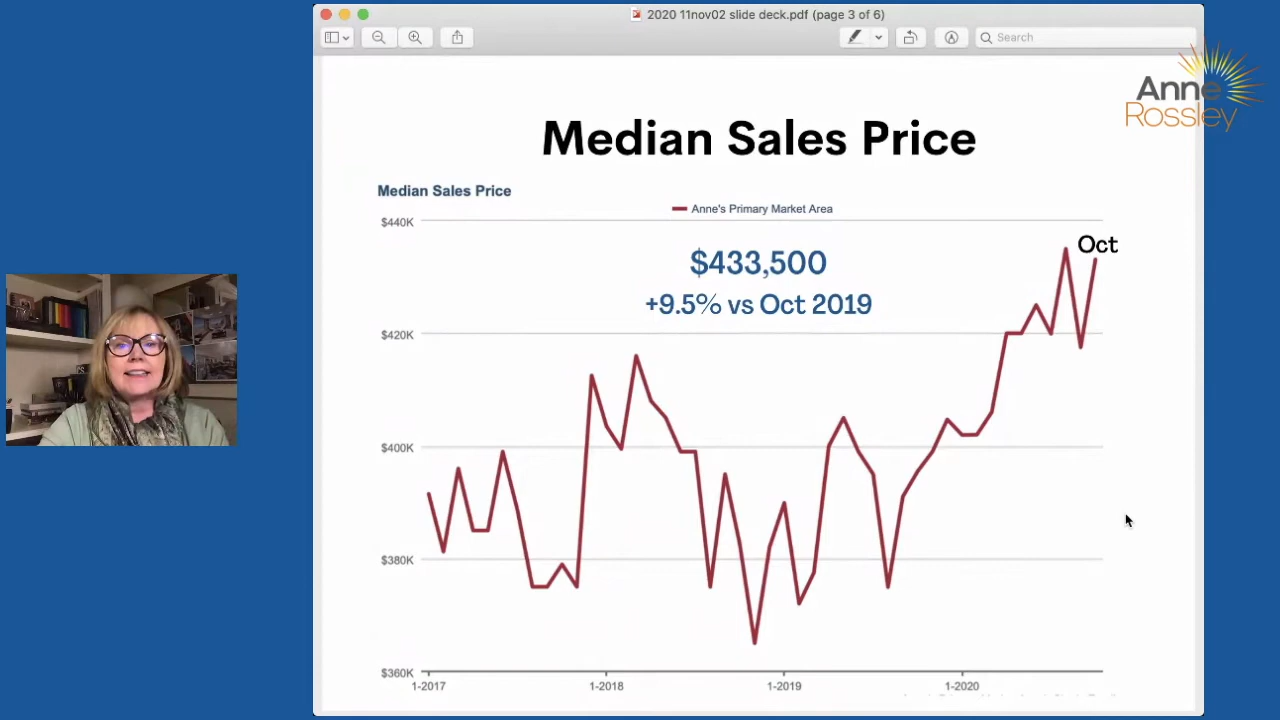 2020 11nov02 slide deck.pdf (page 3 of 6)
Search
Anne
Rossley
Median Sales Price
Median Sales Price
Anne's Primary Market Area
$440K
Oct
$433,500
+9.5% vs Oct 2019
$420K
$400K
$380K
$360K
1-2017
1-2018
1-2019
1-2020